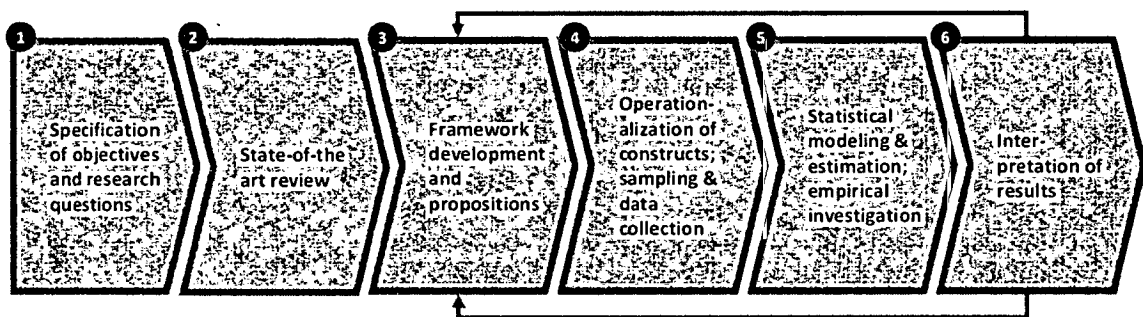 1
Specification
of objectives
and research
questions
2
State-of-the
art review
3
Framework
development
and
propositions
4
Operation-
alization of
constructs;
sampling &
data
collection
5
Statistical
modeling &
estimation;
empirical
investigation
6
Inter-
pretation of
results